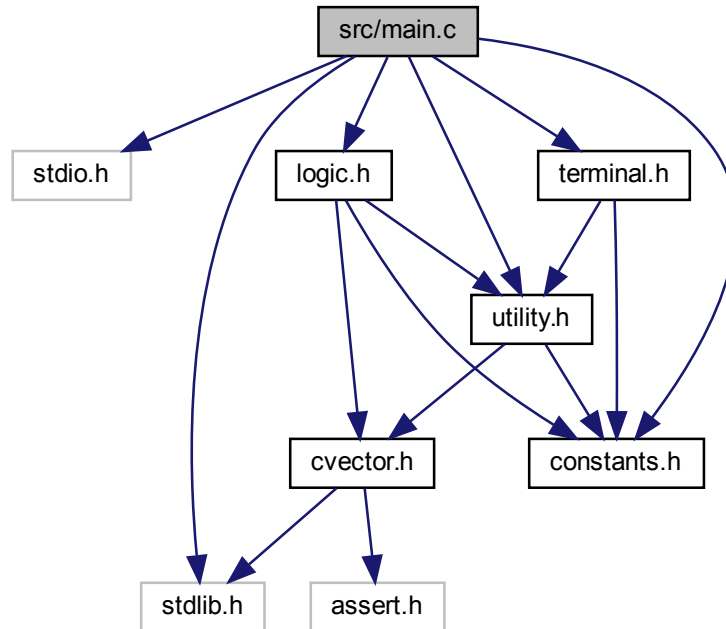 src/main.c
stdio.h
logic.h
terminal.h
utility.h
cvector.h
constants.h
stdlib.h
assert.h